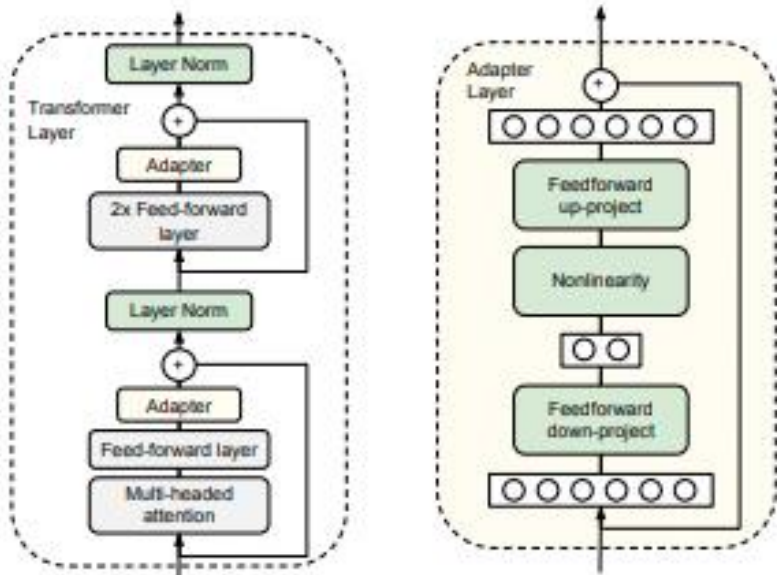 Layer Norm
Transformer
Layer
+
Adapter
2x Feed-forward
layer
Layer Norm
+
Adapter
Feed-forward layer
Multi-headed
attention
Adapter
Layer
+
Feedforward
up-project
Nonlinearity
Feedforward
down-project